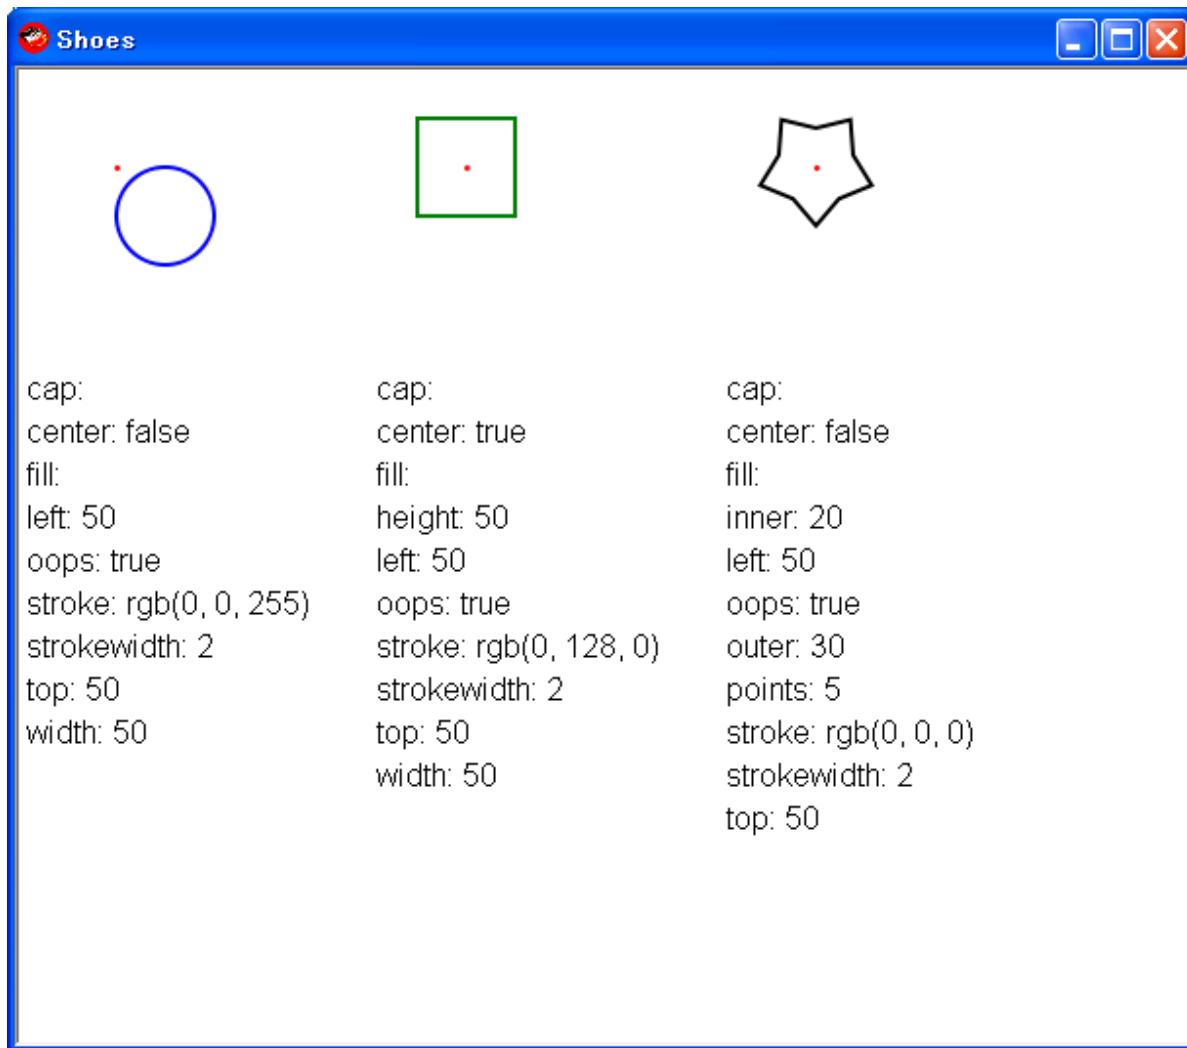 Shoes
cap:
center: false
fill:
left: 50
oops: true
stroke: rgb(0, 0, 255)
strokewidth: 2
top: 50
width: 50
cap:
center: true
fill:
height: 50
left: 50
oops: true
stroke: rgb(0, 128, 0)
strokewidth: 2
top: 50
width: 50
cap:
center: false
fill:
inner: 20
left: 50
oops: true
outer: 30
points: 5
stroke: rgb(0, 0, 0)
strokewidth: 2
top: 50